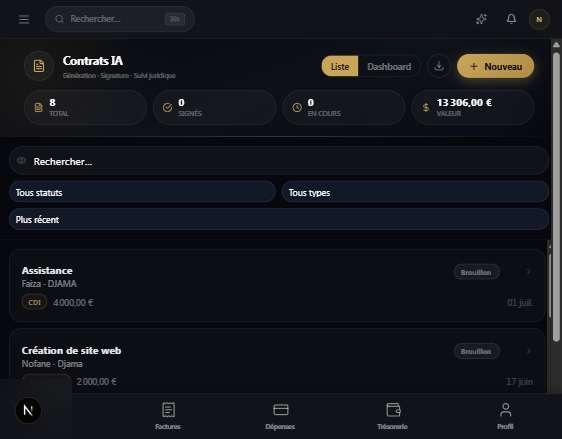 Rechercher... ⌘K
N
Contrats IA
Génération · Signature · Suivi juridique
Liste Dashboard + Nouveau
8
TOTAL
0
SIGNÉS
0
EN COURS
13 306,00 €
VALEUR
Rechercher...
Tous statuts Tous types
Plus récent
Assistance Brouillon
Faiza · DJAMA
CDI 4 000,00 € 01 juil.
Création de site web Brouillon
Nofane · Djama
2 000,00 € 17 juin
N
Factures Dépenses Trésorerie Profil